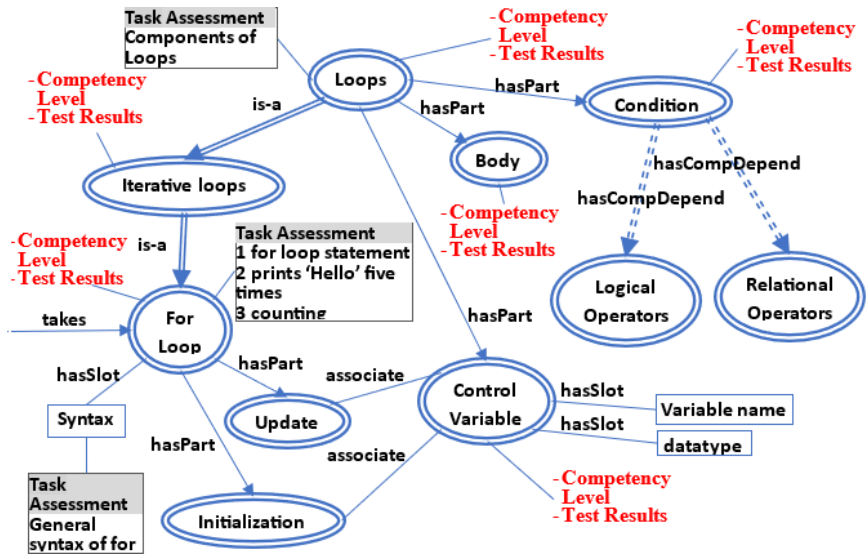 Task Assessment
Components of
Loops
-Competency
Level
-Test Results
-Competency
Level
-Test Results
Loops
hasPart
Condition
is-a
hasPart
-Competency
Level
-Test Results
Body
hasCompDepend
Iterative loops
hasCompDepend
-Competency
Level
-Test Results
-Competency
Level
-Test Results
is-a
Task Assessment
1 for loop statement
2 prints ‘Hello’ five
times
3 counting
Logical
Operators
Relational
Operators
takes
For
Loop
hasPart
hasSlot
hasPart
associate
Control
Variable
hasSlot
Variable name
Syntax
Update
hasSlot
datatype
hasPart
associate
Task
Assessment
General
syntax of for
Initialization
-Competency
Level
-Test Results